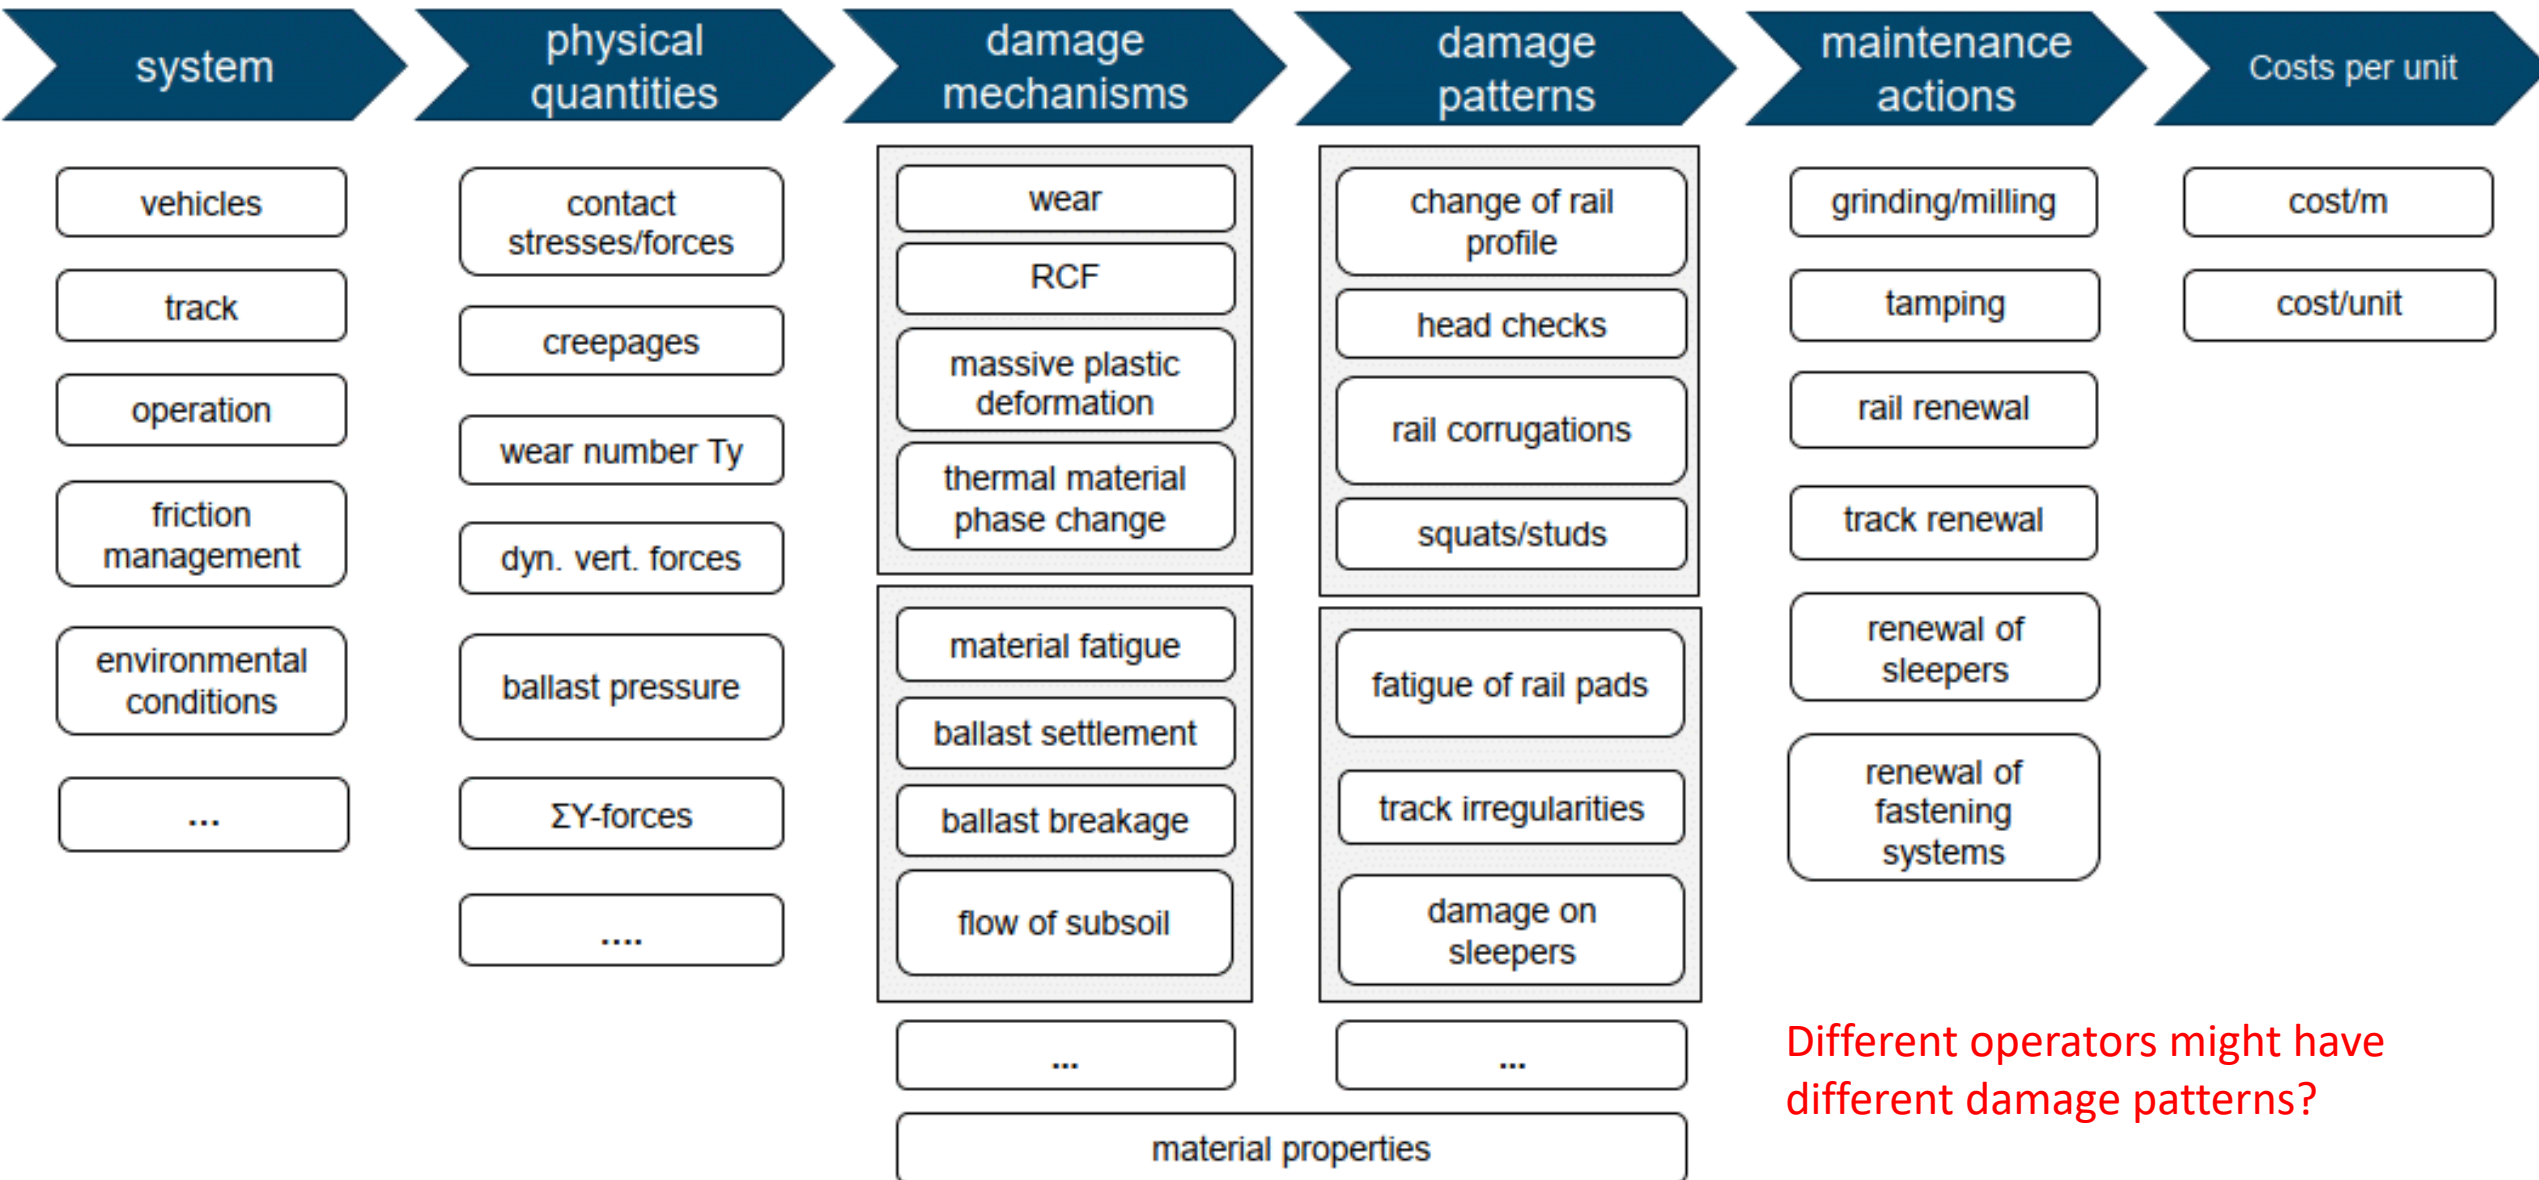 system
physical
quantities
damage
mechanisms
damage
patterns
maintenance
actions
Costs per unit
vehicles
track
operation
friction
management
environmental
conditions
...
contact
stresses/forces
creepages
wear number Ty
dyn. vert. forces
ballast pressure
ΣY-forces
....
wear
RCF
massive plastic
deformation
thermal material
phase change
material fatigue
ballast settlement
ballast breakage
flow of subsoil
...
change of rail
profile
head checks
rail corrugations
squats/studs
fatigue of rail pads
track irregularities
damage on
sleepers
...
material properties
grinding/milling
tamping
rail renewal
track renewal
renewal of
sleepers
renewal of
fastening
systems
cost/m
cost/unit
Different operators might have
different damage patterns?